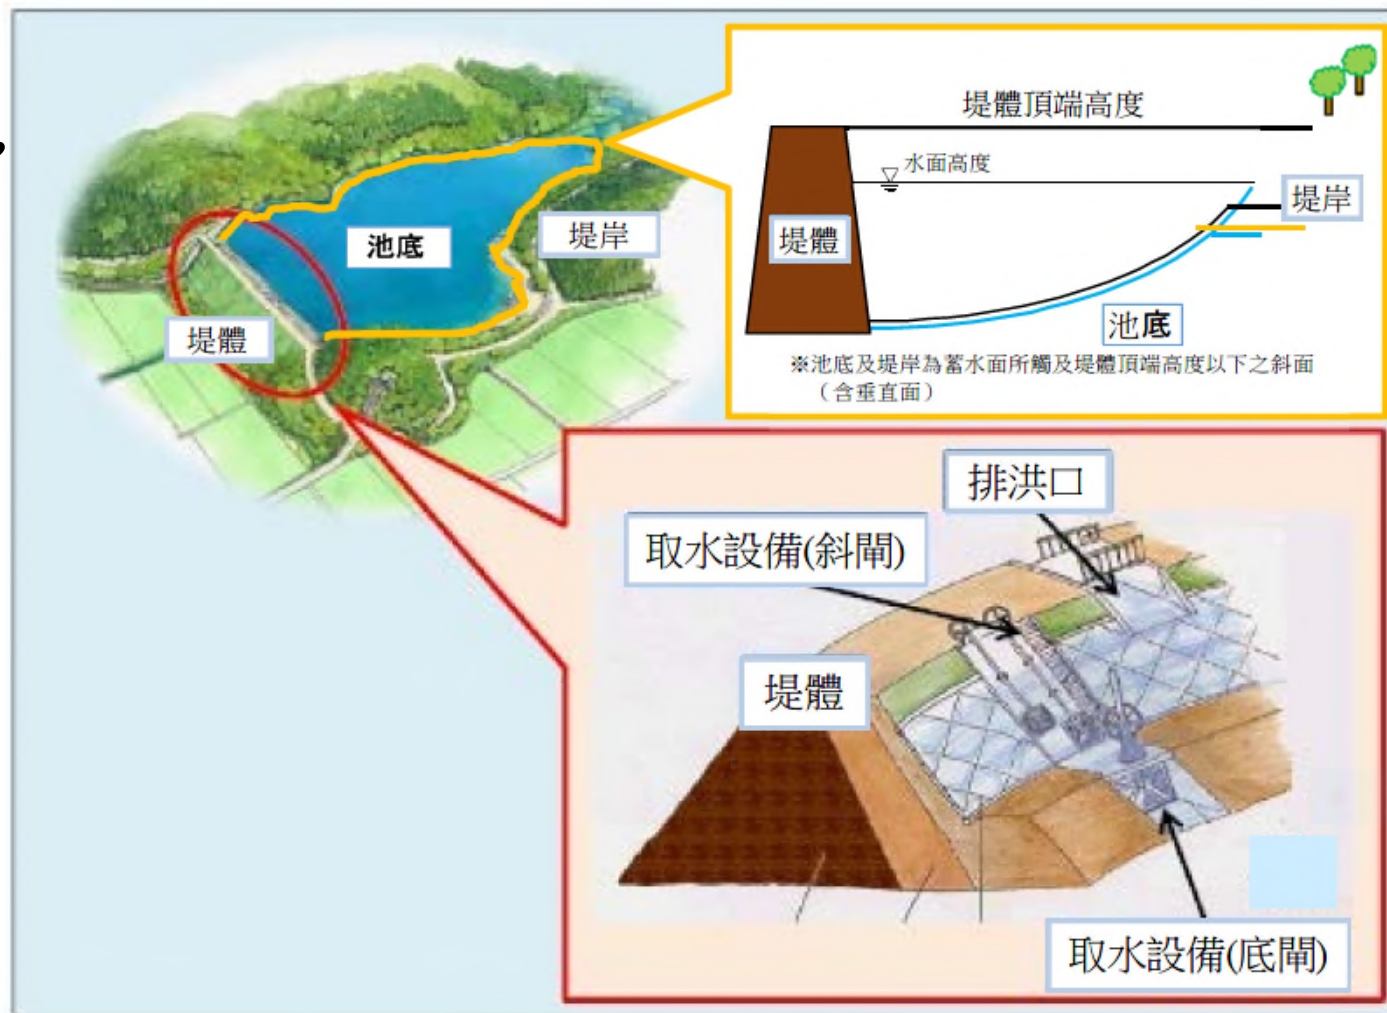 堤體頂端高度
水面高度
堤岸
堤體
池底
※池底及堤岸為蓄水面所觸及堤體頂端高度以下之斜面
（含垂直面）
池底
堤岸
堤體
排洪口
取水設備(斜閘)
堤體
取水設備(底閘)